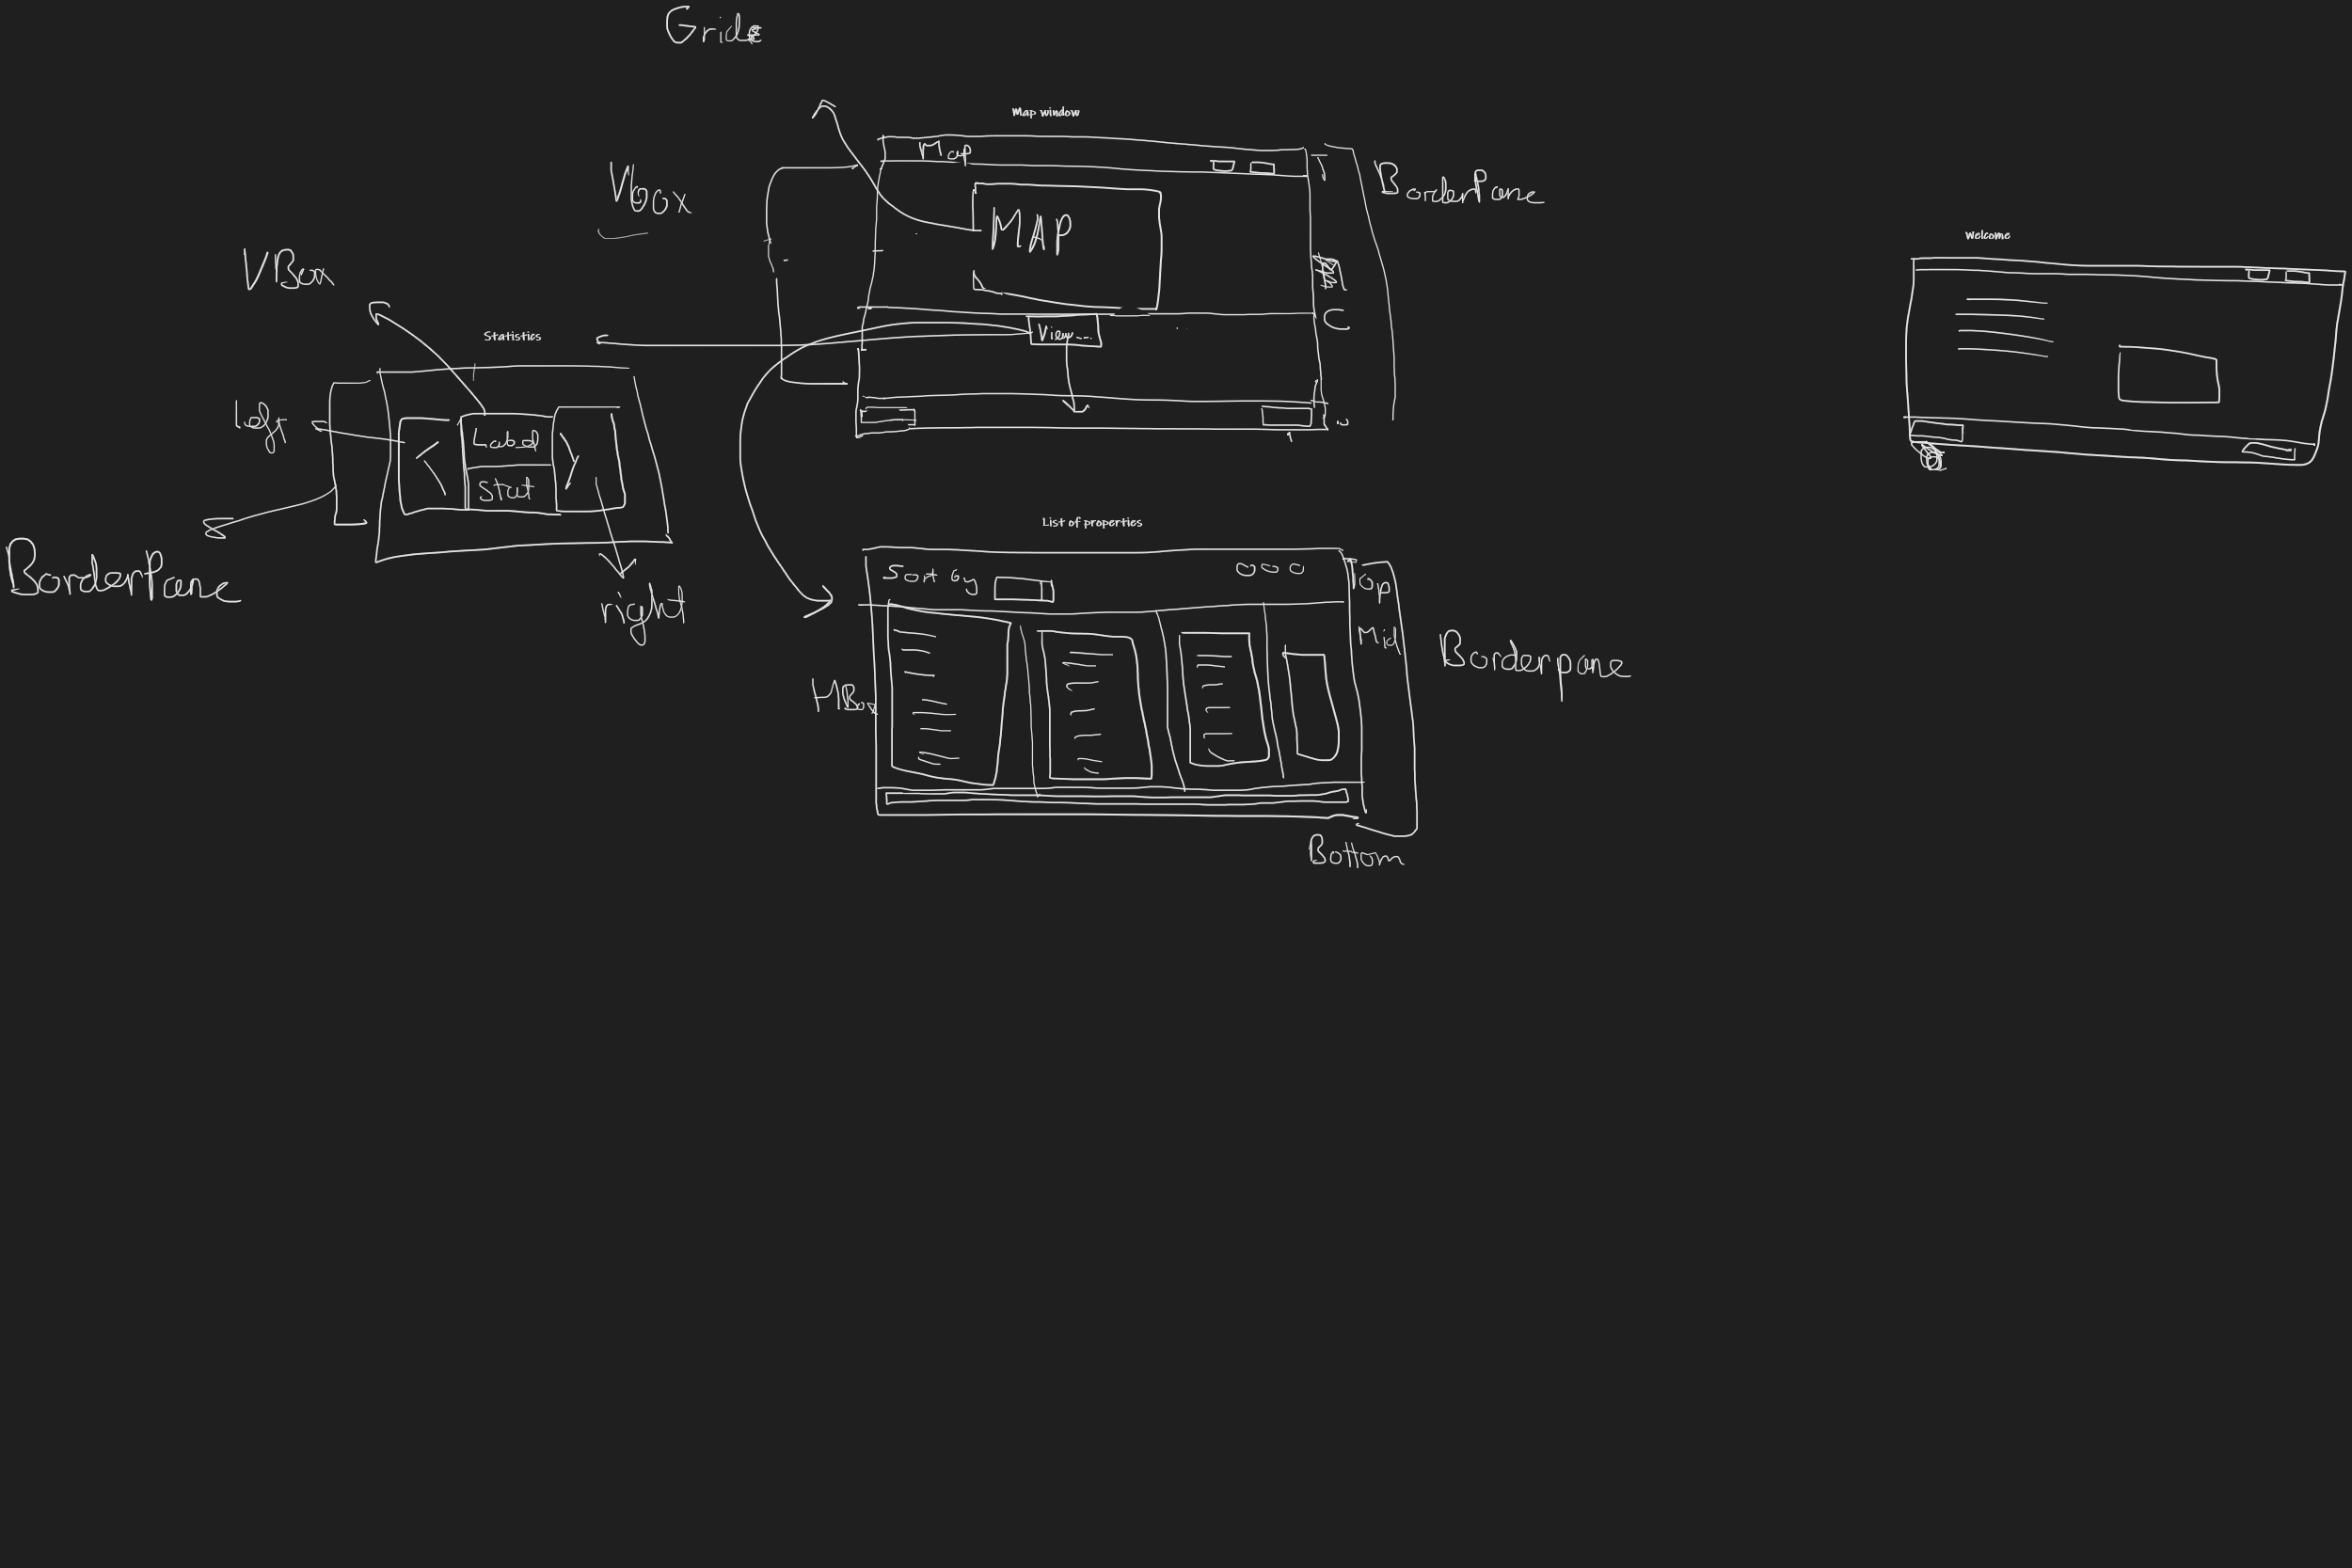 Grids
Map window
Map
VBox
BorderPane
MAP
Welcome
VBox
Statistics
View...
T
C
B
Left
Label
Stat
<
>
BorderPane
right
List of properties
Sort by
Top
Mid
Borderpane
HBox
Bottom